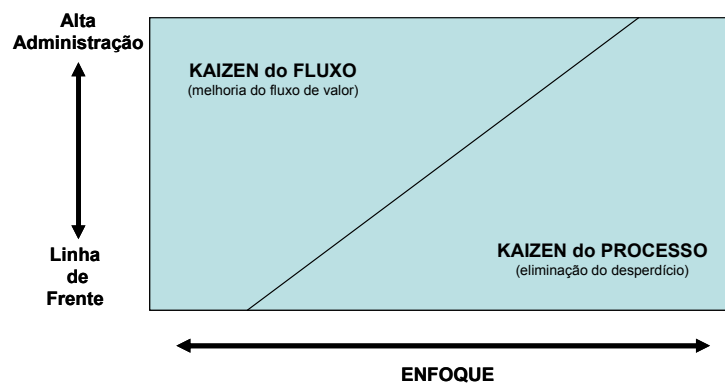 Alta
Administração
KAIZEN do FLUXO
(melhoria do fluxo de valor)
Linha
de
Frente
KAIZEN do PROCESSO
(eliminação do desperdício)
ENFOQUE